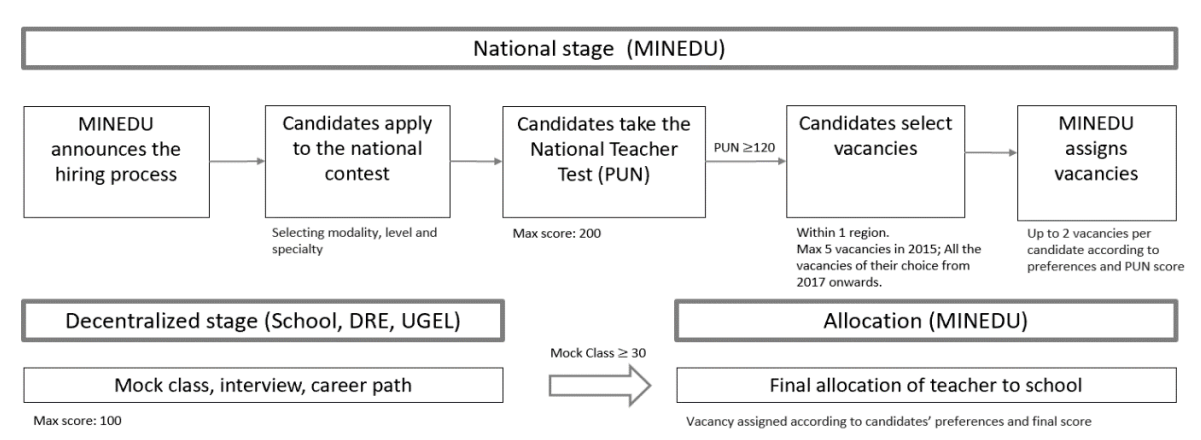 National stage (MINEDU)
MINEDU
announces the
hiring process
Candidates apply
to the national
contest
Candidates take the
National Teacher
Test (PUN)
PUN ≥120
Candidates select
vacancies
MINEDU
assigns
vacancies
Selecting modality, level and
specialty
Max score: 200
Within 1 region.
Max 5 vacancies in 2015; All the
vacancies of their choice from
2017 onwards.
Up to 2 vacancies per
candidate according to
preferences and PUN score
Decentralized stage (School, DRE, UGEL)
Mock class, interview, career path
Max score: 100
Mock Class ≥ 30
Allocation (MINEDU)
Final allocation of teacher to school
Vacancy assigned according to candidates' preferences and final score